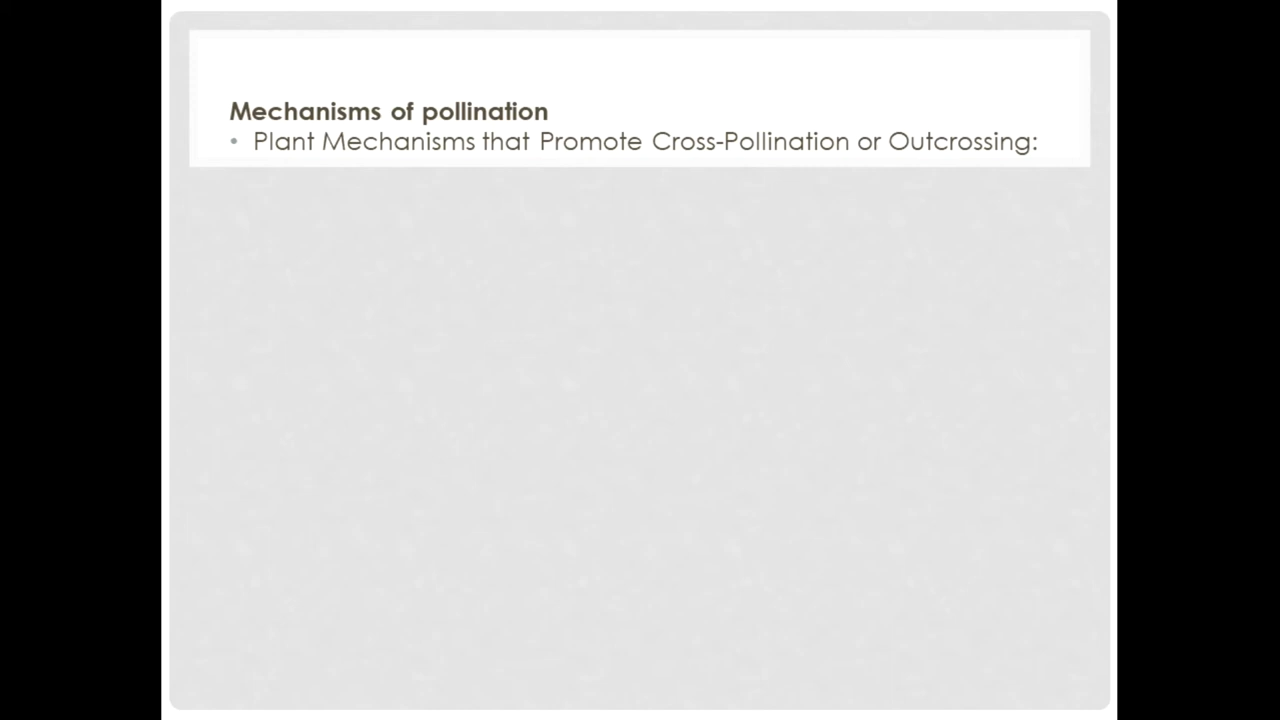 Mechanisms of pollination
• Plant Mechanisms that Promote Cross-Pollination or Outcrossing: